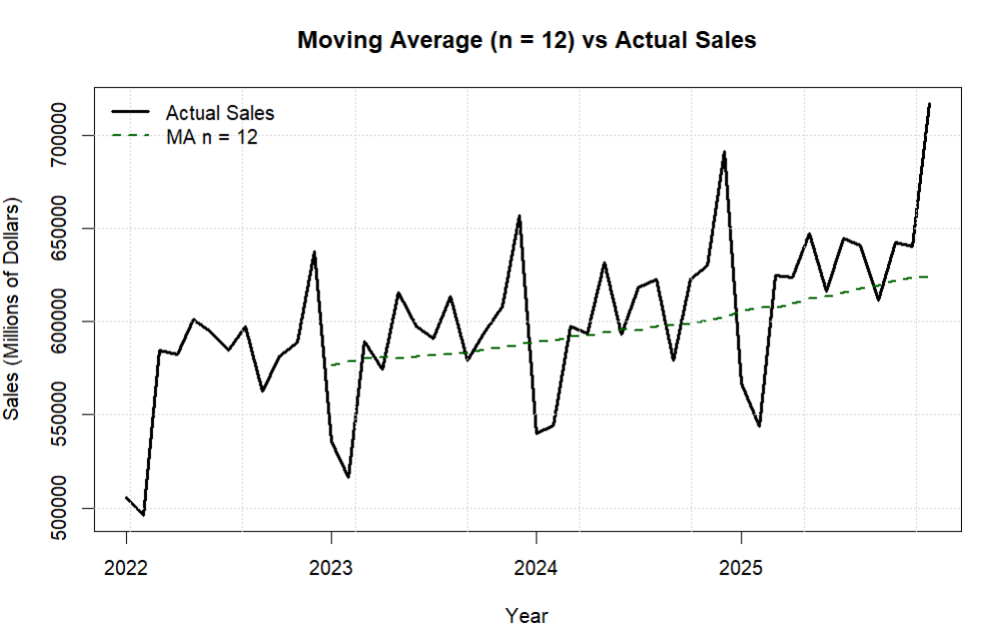 Moving Average (n = 12) vs Actual Sales
Actual Sales
MA n = 12
Sales (Millions of Dollars)
700000
650000
600000
550000
500000
2022
2023
2024
2025
Year